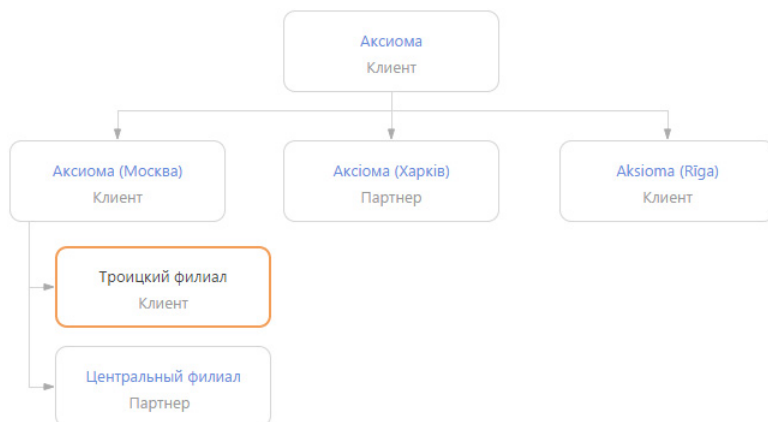 Аксиома
Клиент
Аксиома (Москва)
Клиент
Аксіома (Харків)
Партнер
Aksioma (Rīga)
Клиент
Троицкий филиал
Клиент
Центральный филиал
Партнер